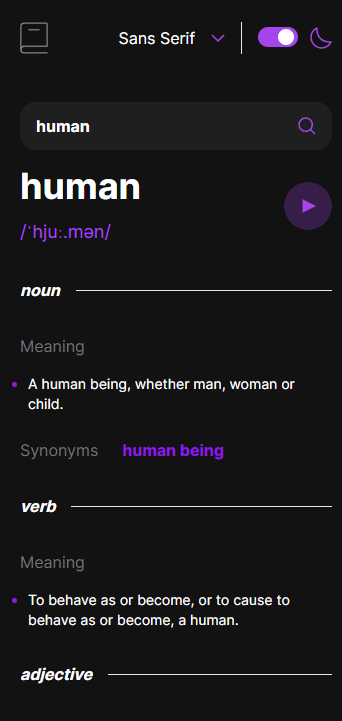 Sans Serif
human
human
/ˈhjuː.mən/
noun
Meaning
A human being, whether man, woman or
child.
Synonyms human being
verb
Meaning
To behave as or become, or to cause to
behave as or become, a human.
adjective